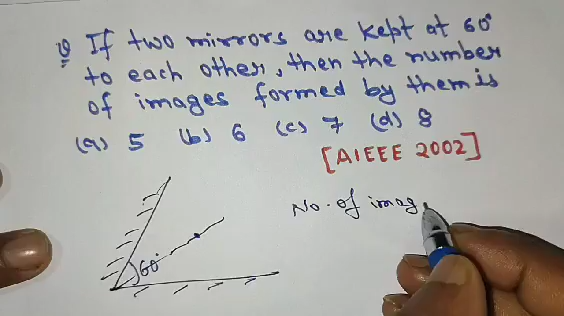 Q If two mirrors are kept at 60°
to each other, then the number
of images formed by them is
(a) 5 (b) 6 (c) 7 (d) 8
[AIEEE 2002]
No. of imag
60°